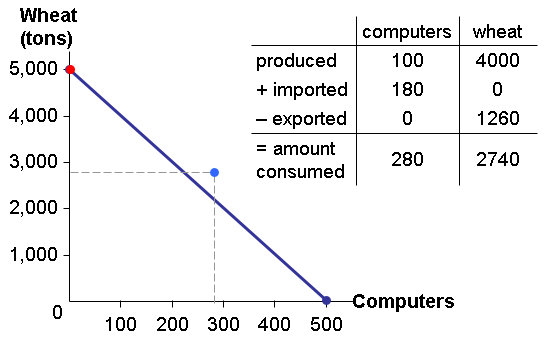 Wheat
(tons)
computers wheat
produced 100 4000
+ imported 180 0
– exported 0 1260
= amount
consumed 280 2740
5,000
4,000
3,000
2,000
1,000
0
100 200 300 400 500
Computers